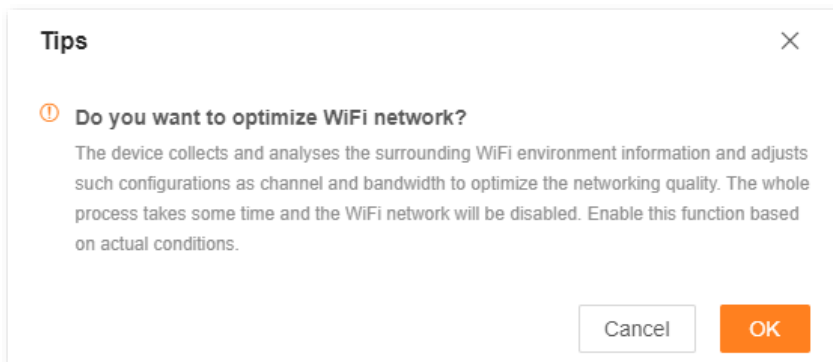 Tips
Do you want to optimize WiFi network?
The device collects and analyses the surrounding WiFi environment information and adjusts
such configurations as channel and bandwidth to optimize the networking quality. The whole
process takes some time and the WiFi network will be disabled. Enable this function based
on actual conditions.
Cancel
OK